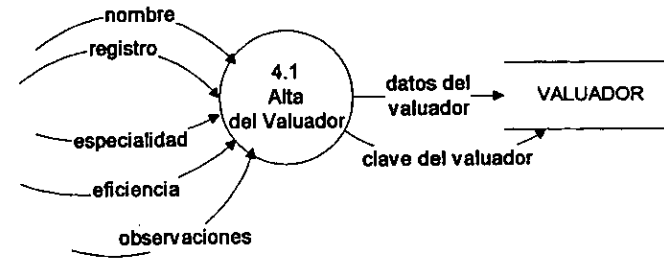 nombre
registro
4.1
Alta
del Valuador
especialidad
eficiencia
observaciones
datos del
valuador
clave del valuador
VALUADOR